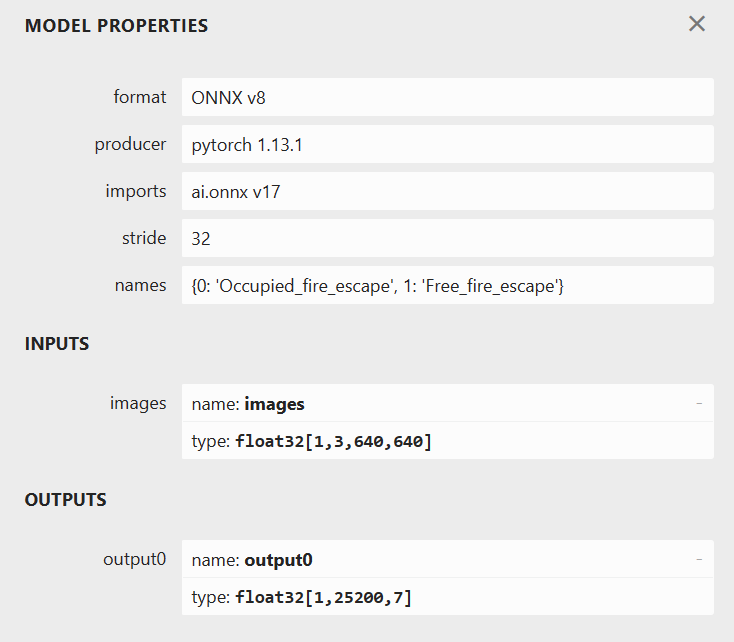 MODEL PROPERTIES
format ONNX v8
producer pytorch 1.13.1
imports ai.onnx v17
stride 32
names {0: 'Occupied_fire_escape', 1: 'Free_fire_escape'}
INPUTS
images name: images -
type: float32[1,3,640,640]
OUTPUTS
output0 name: output0 -
type: float32[1,25200,7]